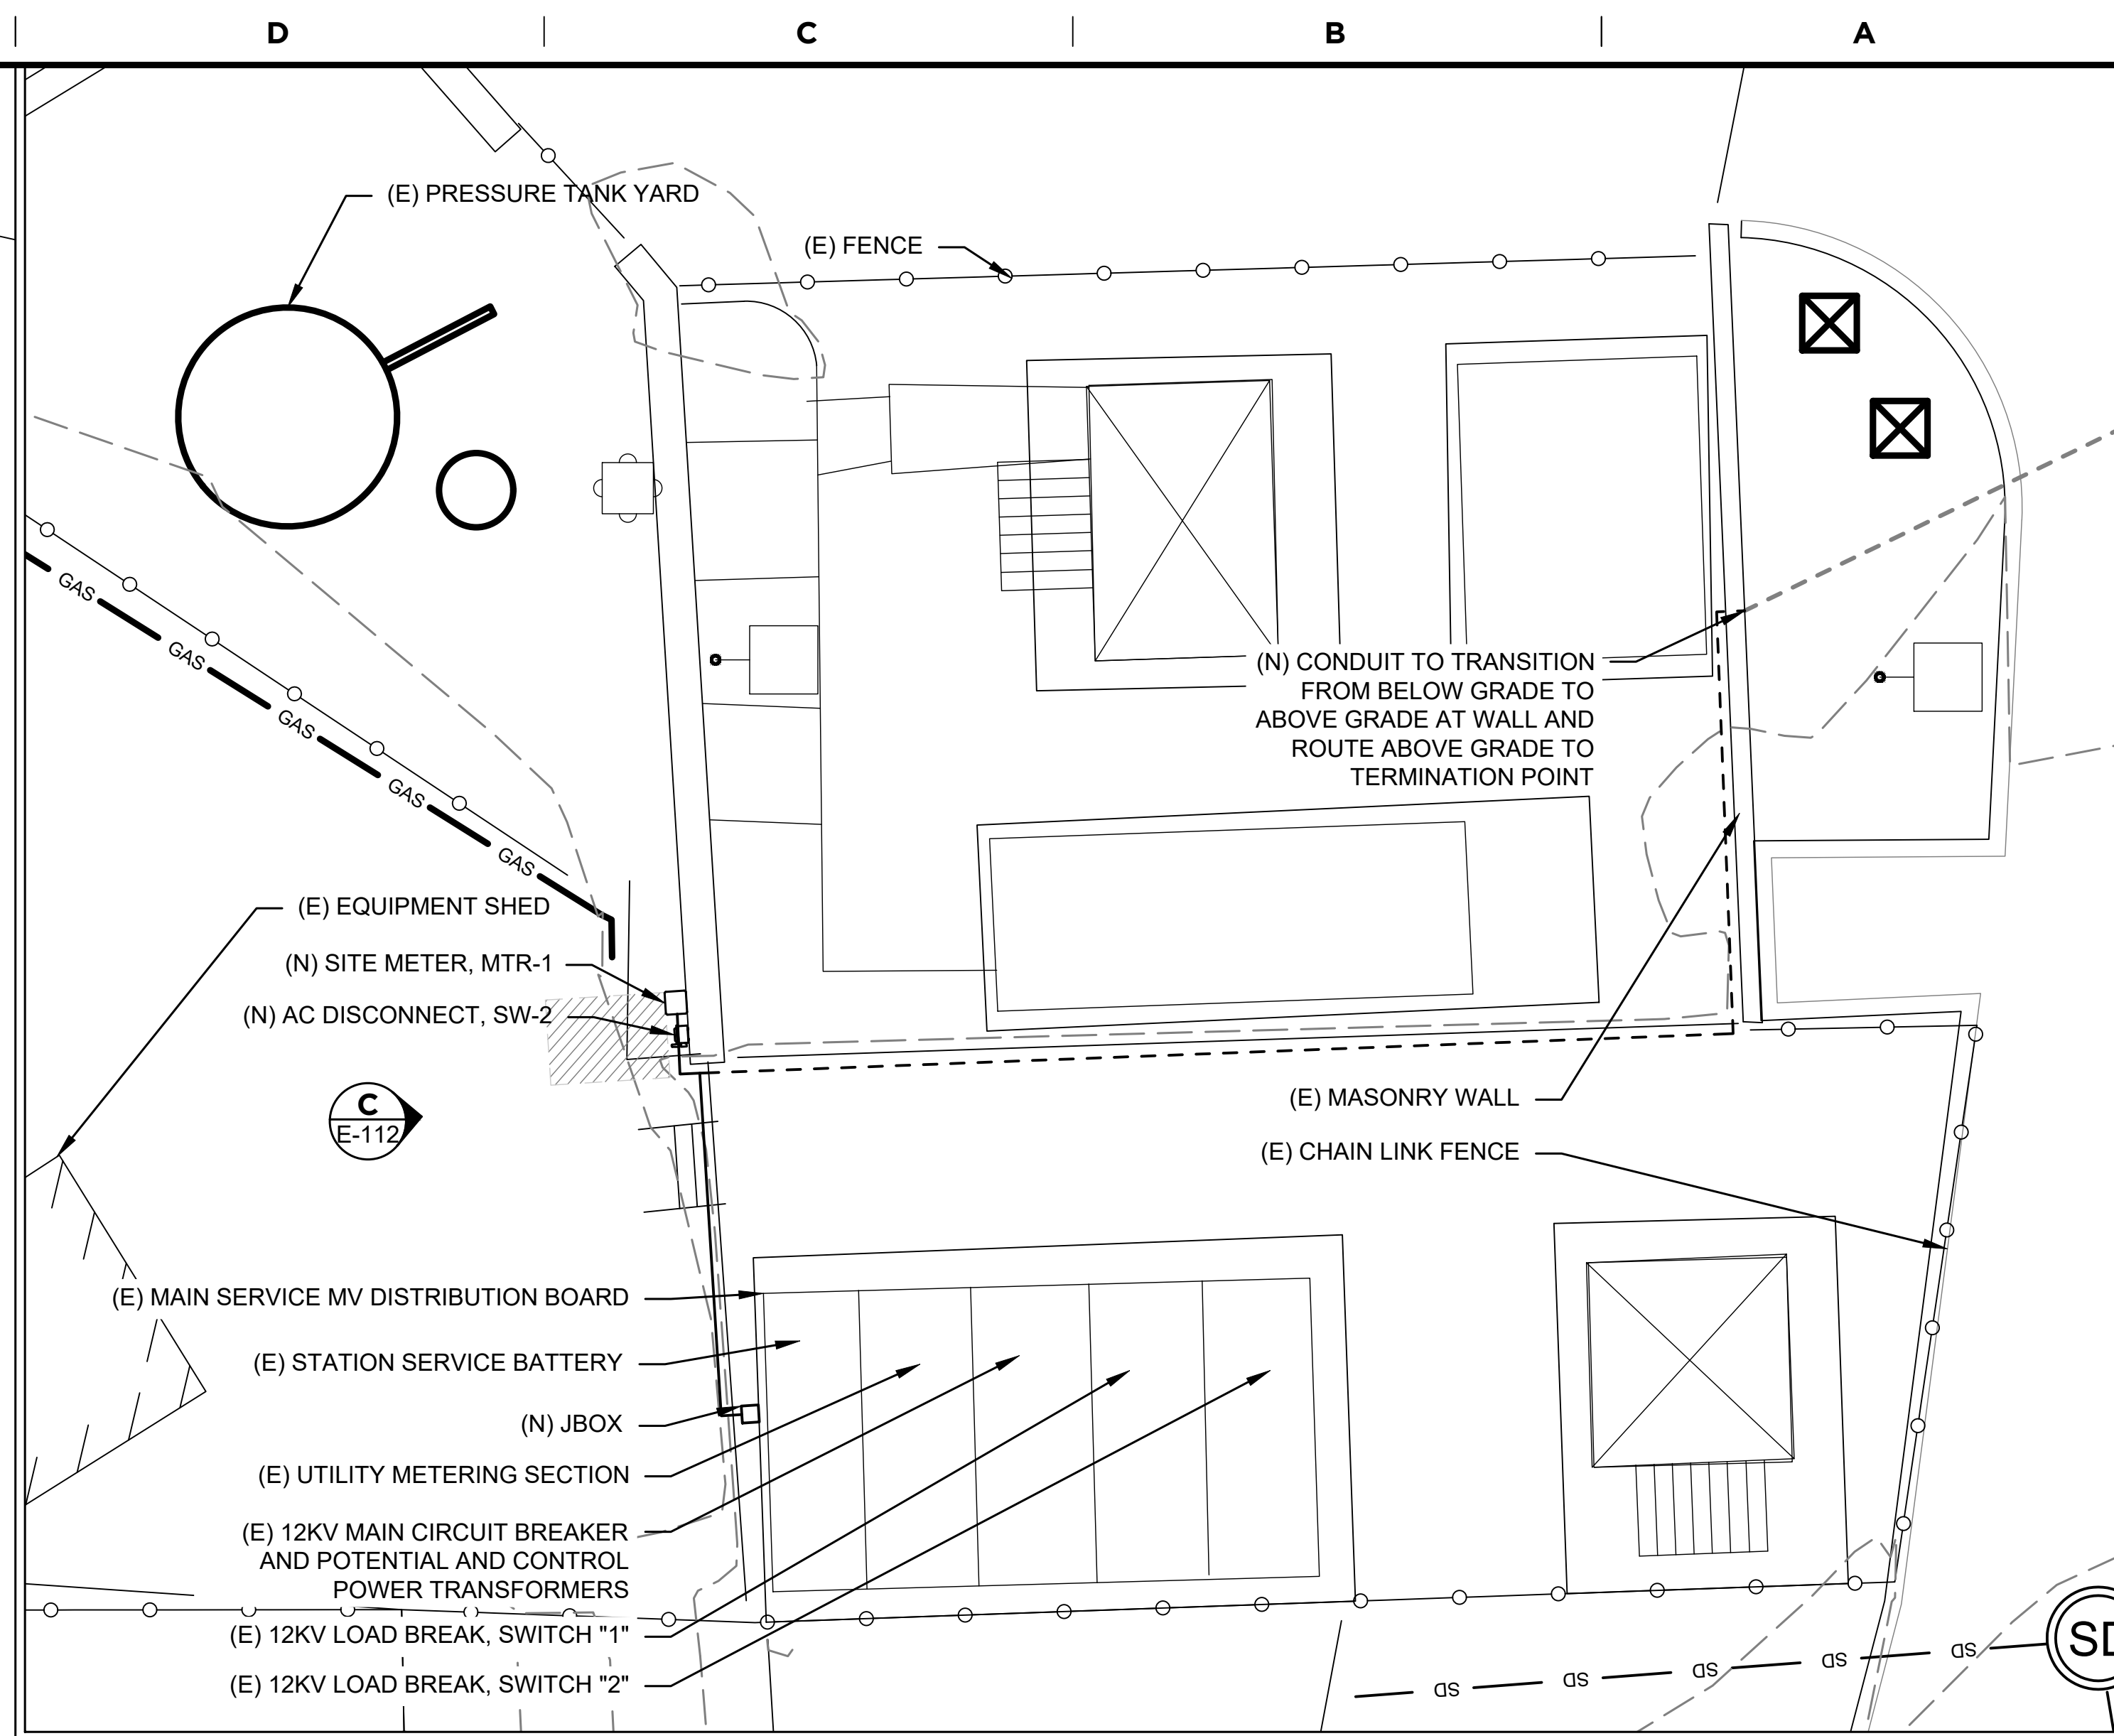 D
C
B
A
(E) PRESSURE TANK YARD
(E) FENCE
GAS
GAS
GAS
GAS
GAS
(N) CONDUIT TO TRANSITION
FROM BELOW GRADE TO
ABOVE GRADE AT WALL AND
ROUTE ABOVE GRADE TO
TERMINATION POINT
(E) EQUIPMENT SHED
(N) SITE METER, MTR-1
(N) AC DISCONNECT, SW-2
C
E-112
(E) MASONRY WALL
(E) CHAIN LINK FENCE
(E) MAIN SERVICE MV DISTRIBUTION BOARD
(E) STATION SERVICE BATTERY
(N) JBOX
(E) UTILITY METERING SECTION
(E) 12KV MAIN CIRCUIT BREAKER
AND POTENTIAL AND CONTROL
POWER TRANSFORMERS
(E) 12KV LOAD BREAK, SWITCH "1"
(E) 12KV LOAD BREAK, SWITCH "2"
SD
SD
SD
SD
SD
SD